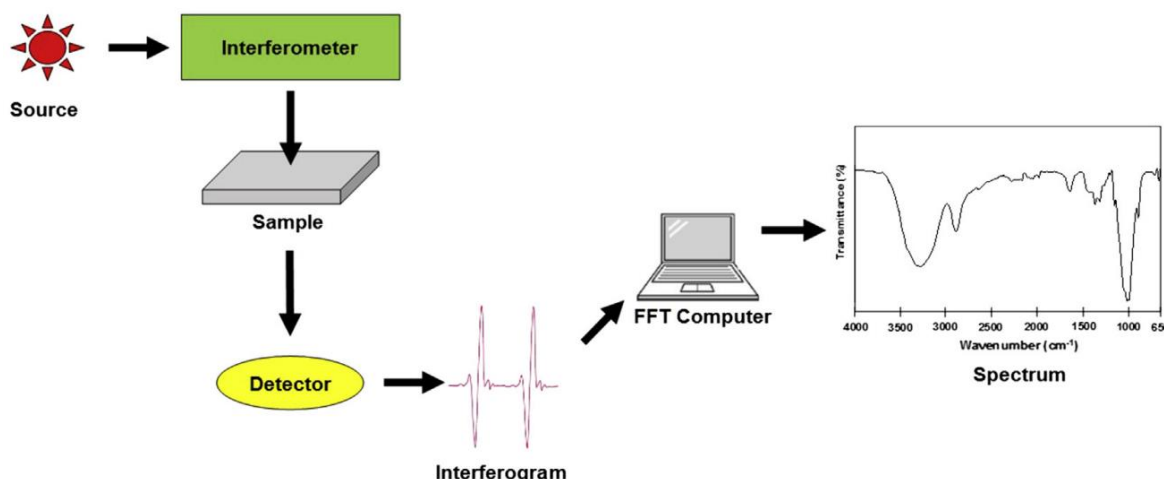 Source
Interferometer
Sample
Detector
Interferogram
FFT Computer
Transmittance (%)
4000 3500 3000 2500 2000 1500 1000 65
Wavenumber (cm-1)
Spectrum